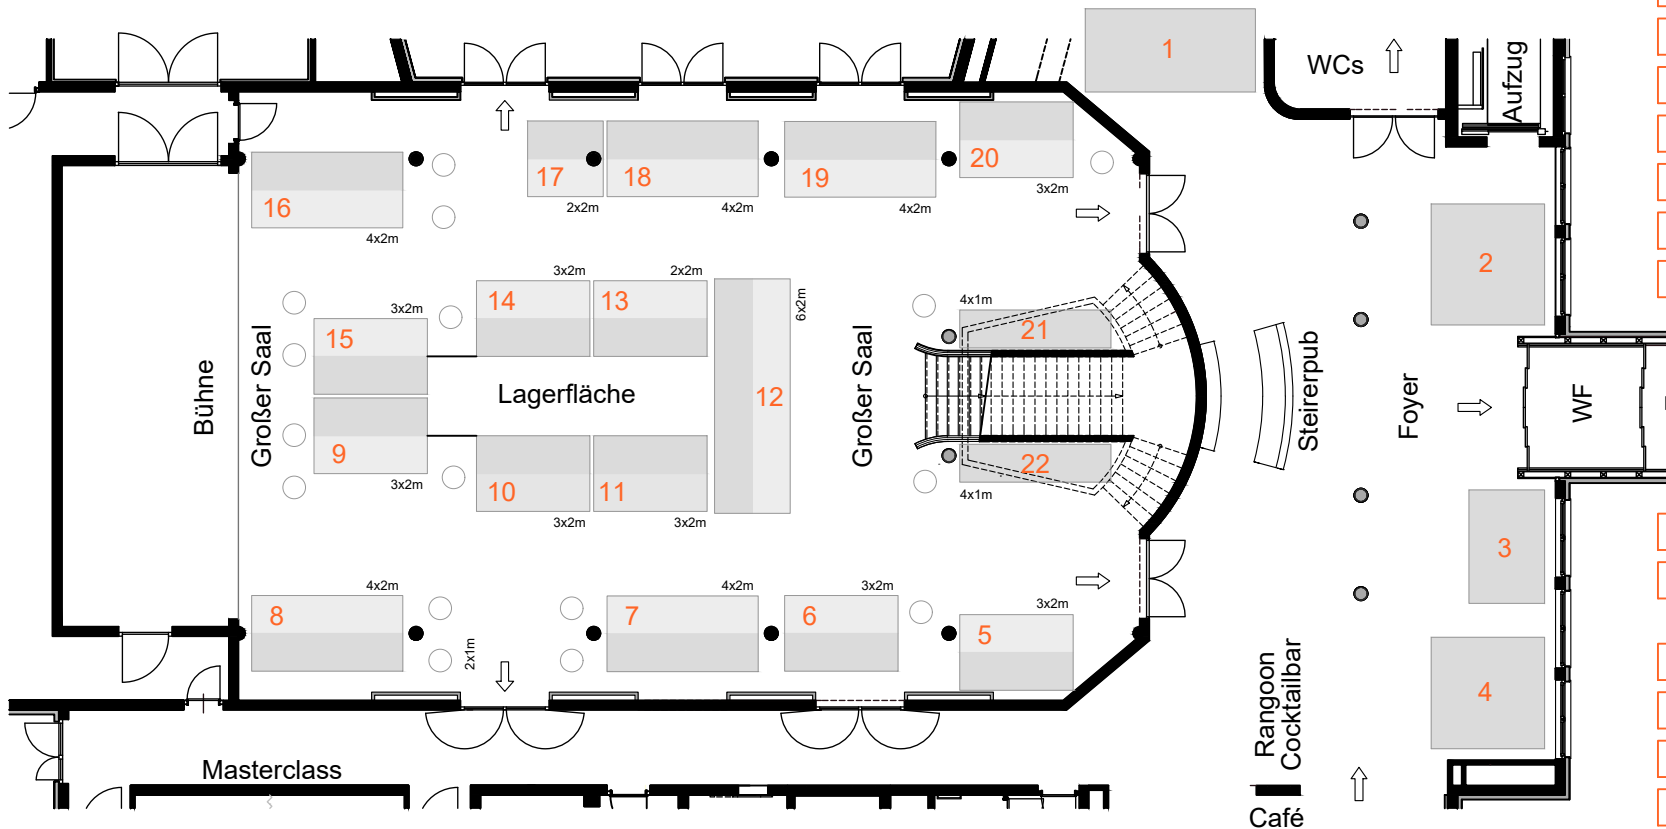 1
WCs
Aufzug
20
3x2m
17
18
19
2x2m
4x2m
4x2m
16
4x2m
2
3x2m
2x2m
14
13
6x2m
3x2m
15
4x1m
21
Bühne
Großer Saal
Lagerfläche
12
Großer Saal
Steirerpub
Foyer
WF
9
3x2m
10
11
3x2m
3x2m
22
4x1m
3
4x2m
4x2m
3x2m
3x2m
8
7
6
5
2x1m
4
Rangoon
Cocktailbar
Masterclass
Café